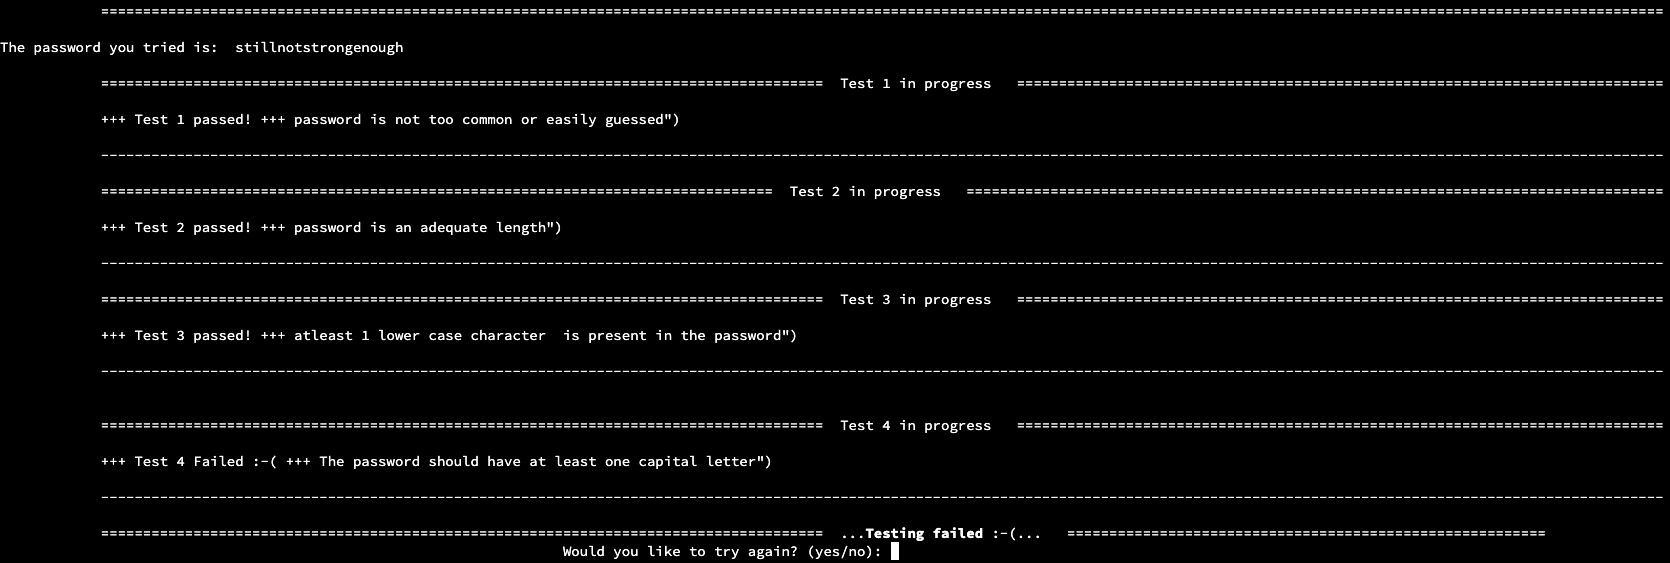 ==========================================================================================================================================================================================
The password you tried is:  stillnotstrongenough
======================================================================================  Test 1 in progress   =============================================================================
+++ Test 1 passed! +++ password is not too common or easily guessed")
------------------------------------------------------------------------------------------------------------------------------------------------------------------------------------------
================================================================================  Test 2 in progress   ===================================================================================
+++ Test 2 passed! +++ password is an adequate length")
------------------------------------------------------------------------------------------------------------------------------------------------------------------------------------------
======================================================================================  Test 3 in progress   =============================================================================
+++ Test 3 passed! +++ atleast 1 lower case character  is present in the password")
------------------------------------------------------------------------------------------------------------------------------------------------------------------------------------------
======================================================================================  Test 4 in progress   =============================================================================
+++ Test 4 Failed :-( +++ The password should have at least one capital letter")
------------------------------------------------------------------------------------------------------------------------------------------------------------------------------------------
======================================================================================  ...Testing failed :-(...   =========================================================
Would you like to try again? (yes/no):